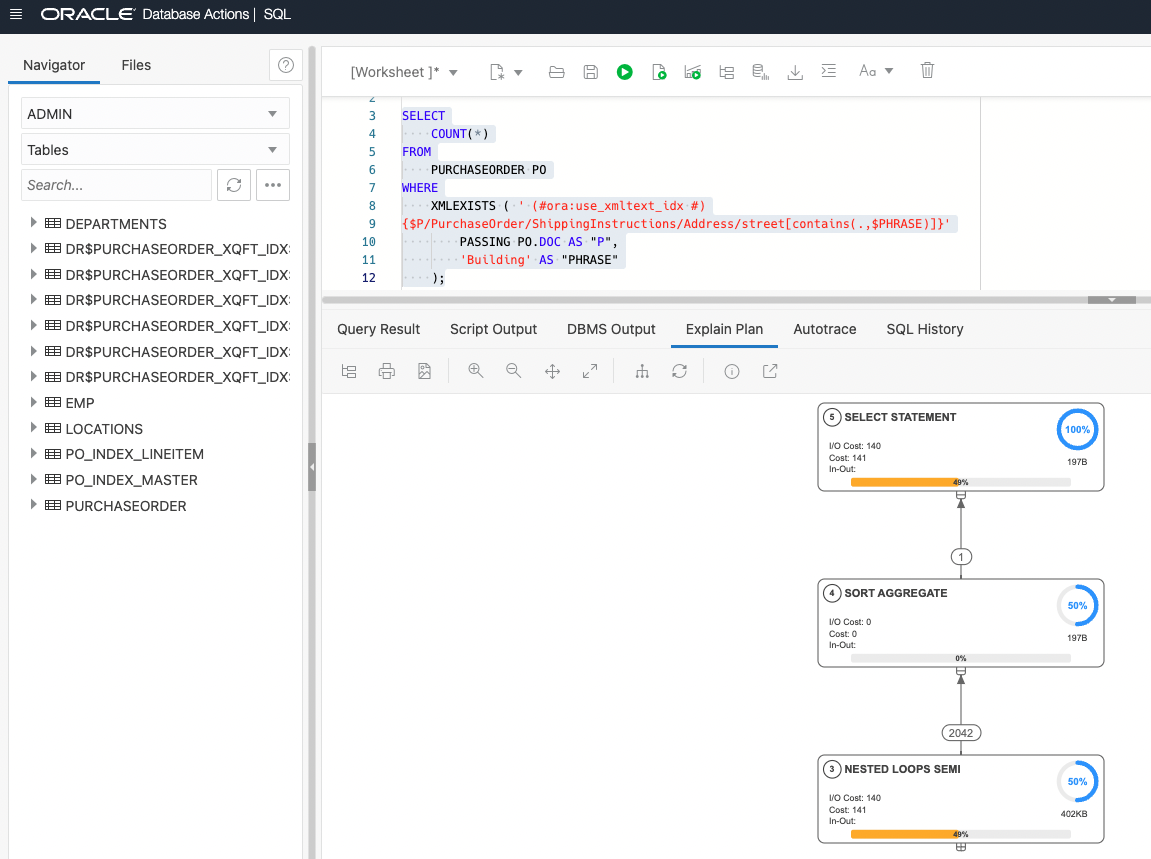 ORACLE Database Actions | SQL
Navigator Files
ADMIN
Tables
Search...
DEPARTMENTS
DR$PURCHASEORDER_XQFT_IDX
DR$PURCHASEORDER_XQFT_IDX
DR$PURCHASEORDER_XQFT_IDX
DR$PURCHASEORDER_XQFT_IDX
DR$PURCHASEORDER_XQFT_IDX
DR$PURCHASEORDER_XQFT_IDX
EMP
LOCATIONS
PO_INDEX_LINEITEM
PO_INDEX_MASTER
PURCHASEORDER
[Worksheet ]* Aa
2
3 SELECT
4 COUNT(*)
5 FROM
6 PURCHASEORDER PO
7 WHERE
8 XMLEXISTS ( ' (#ora:use_xmltext_idx #)
9 {$P/PurchaseOrder/ShippingInstructions/Address/street[contains(.,$PHRASE)]}'
10 PASSING PO.DOC AS "P",
11 'Building' AS "PHRASE"
12 );
Query Result Script Output DBMS Output Explain Plan Autotrace SQL History
5 SELECT STATEMENT
100%
I/O Cost: 140
Cost: 141
In-Out:
197B
49%
1
4 SORT AGGREGATE
50%
I/O Cost: 0
Cost: 0
In-Out:
197B
0%
2042
3 NESTED LOOPS SEMI
50%
I/O Cost: 140
Cost: 141
In-Out:
402KB
49%